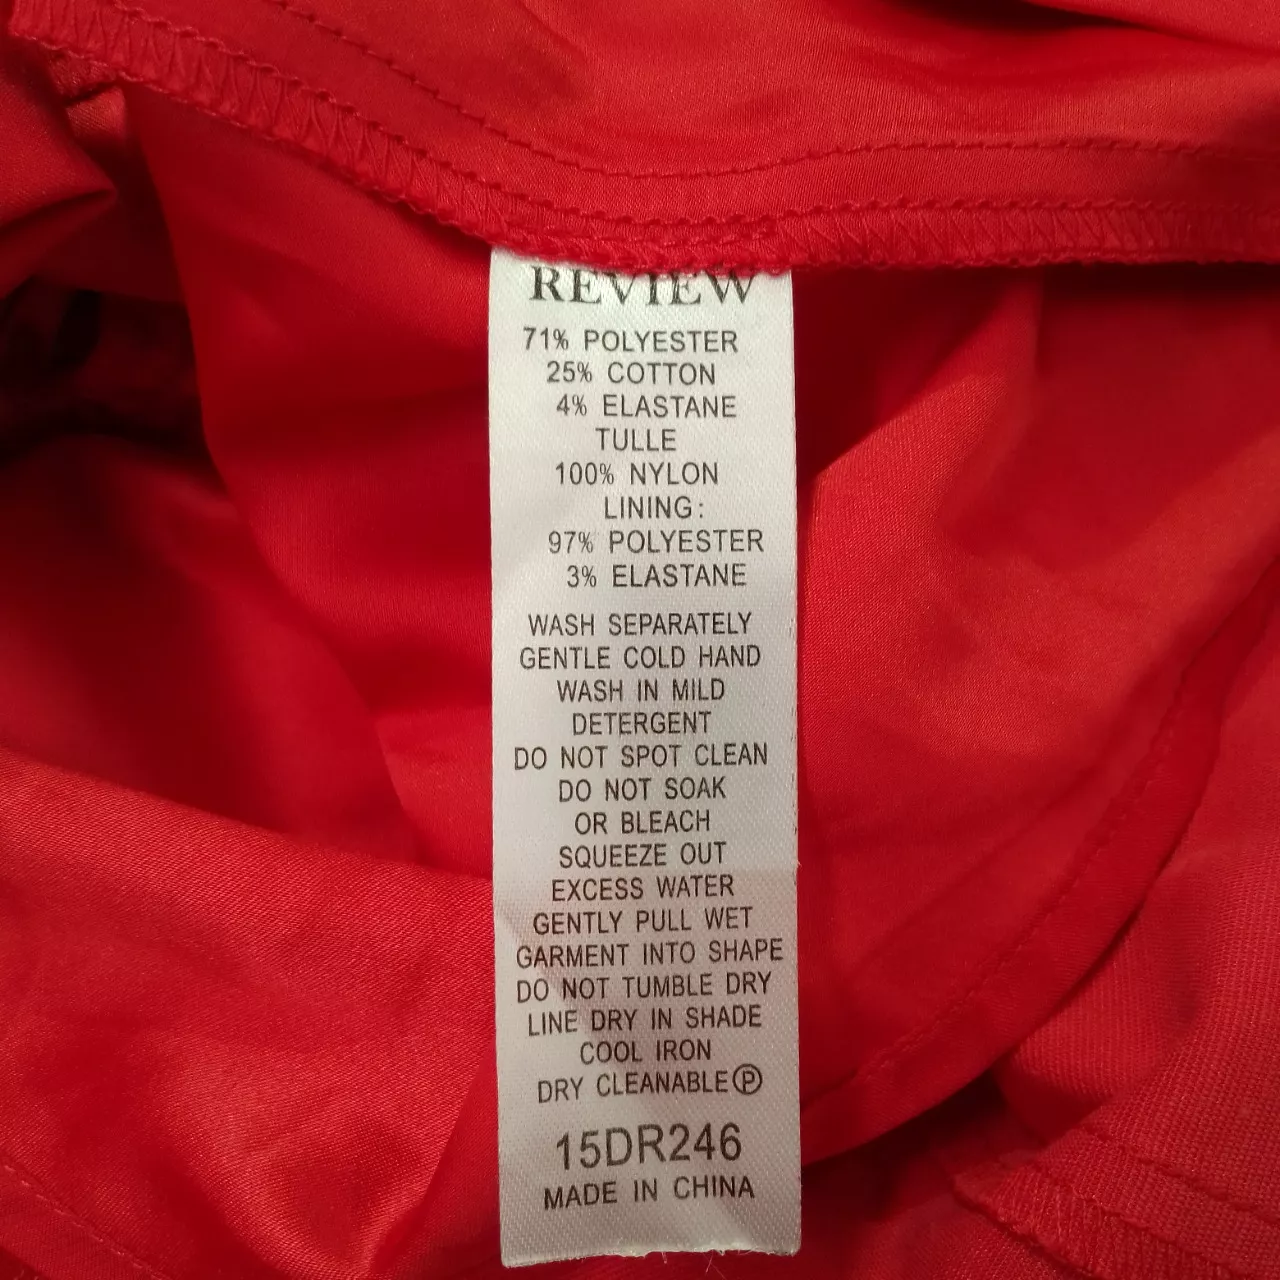 REVIEW
71% POLYESTER
25% COTTON
4% ELASTANE
TULLE
100% NYLON
LINING:
97% POLYESTER
3% ELASTANE
WASH SEPARATELY
GENTLE COLD HAND
WASH IN MILD
DETERGENT
DO NOT SPOT CLEAN
DO NOT SOAK
OR BLEACH
SQUEEZE OUT
EXCESS WATER
GENTLY PULL WET
GARMENT INTO SHAPE
DO NOT TUMBLE DRY
LINE DRY IN SHADE
COOL IRON
DRY CLEANABLE Ⓟ
15DR246
MADE IN CHINA